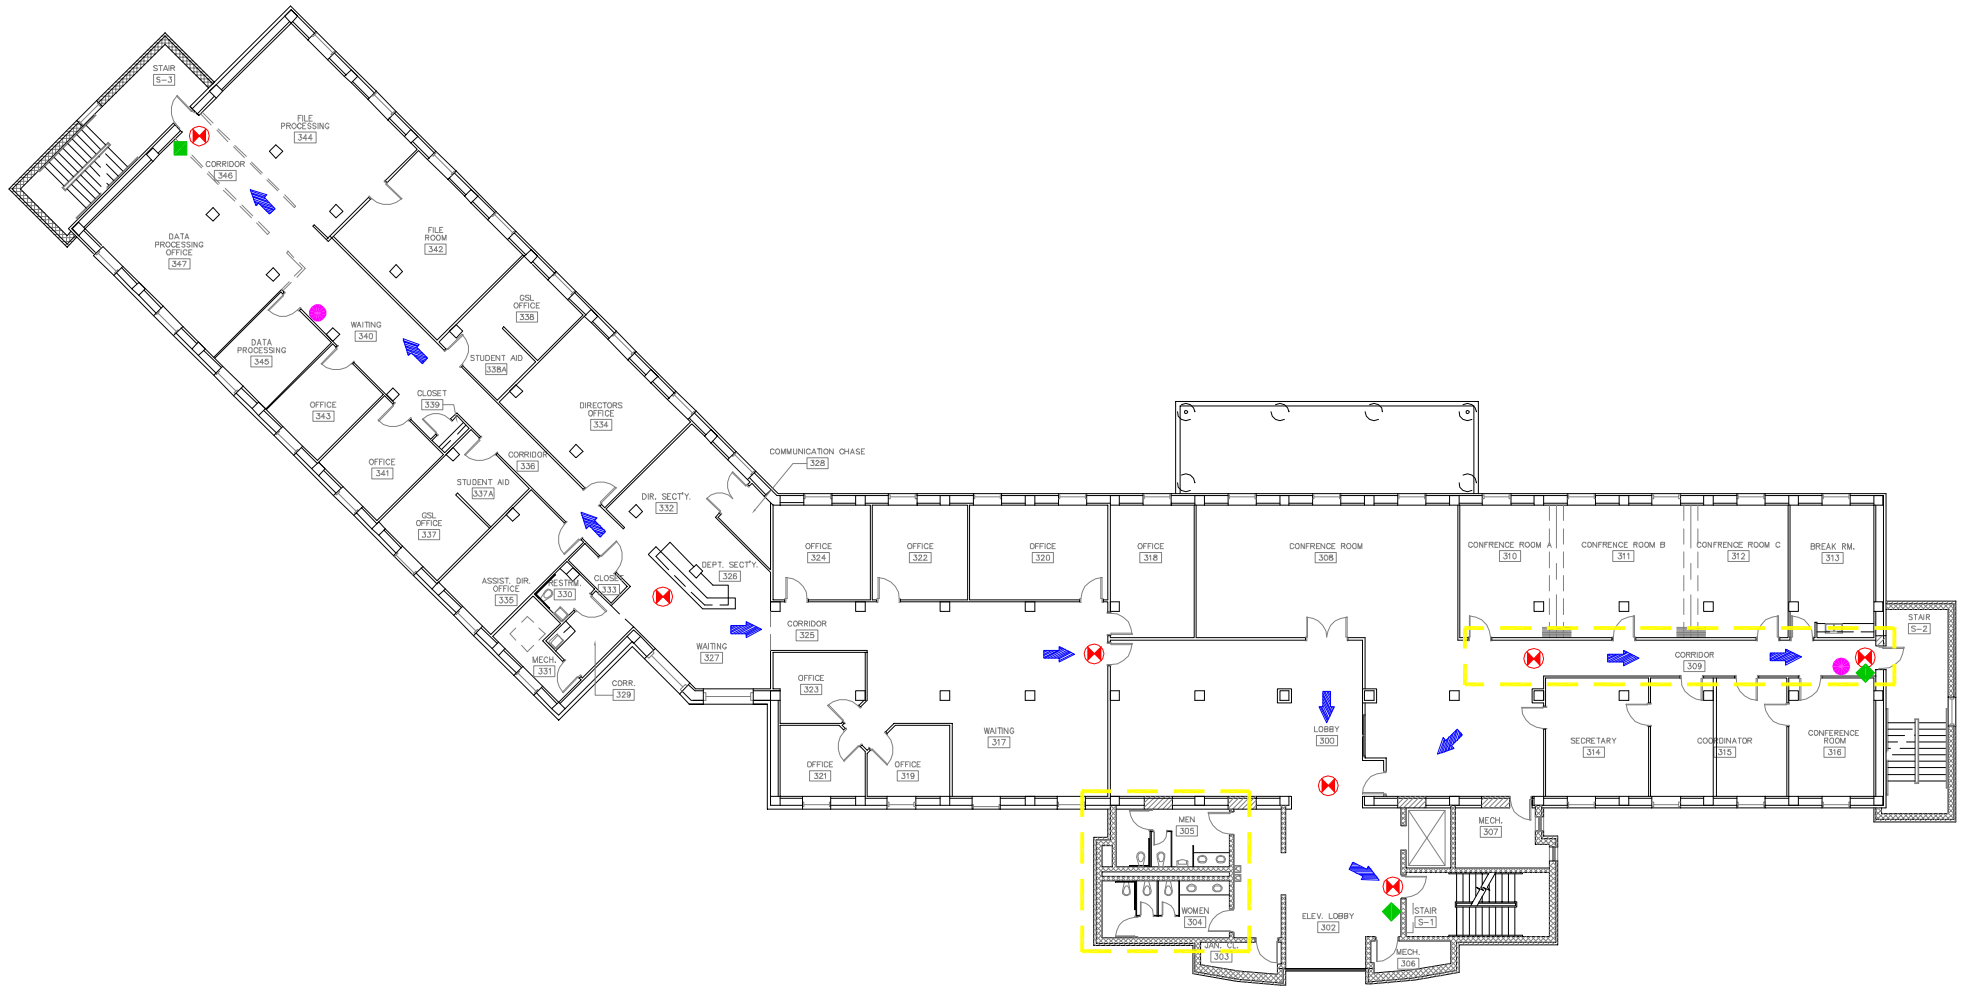 STAIR
S-3
FILE
PROCESSING
344
CORRIDOR
346
FILE
ROOM
342
DATA
PROCESSING
OFFICE
347
GSL
OFFICE
338
WAITING
340
DATA
PROCESSING
345
STUDENT AID
338A
CLOSET
339
OFFICE
343
DIRECTORS
OFFICE
334
OFFICE
341
CORRIDOR
336
COMMUNICATION CHASE
328
STUDENT AID
337A
DIR. SECT'Y.
332
GSL
OFFICE
337
DEPT. SECT'Y.
326
ASSIST. DIR.
OFFICE
335
RESTRM.
330
CLOSET
333
MECH.
331
CORR.
329
WAITING
327
CORRIDOR
325
OFFICE
324
OFFICE
322
OFFICE
320
OFFICE
318
CONFRENCE ROOM
308
CONFRENCE ROOM A
310
CONFRENCE ROOM B
311
CONFRENCE ROOM C
312
BREAK RM.
313
STAIR
S-2
CORRIDOR
309
OFFICE
323
OFFICE
321
OFFICE
319
WAITING
317
LOBBY
300
SECRETARY
314
COORDINATOR
315
CONFERENCE
ROOM
316
MEN
305
MECH.
307
WOMEN
304
ELEV. LOBBY
302
STAIR
S-1
JAN. CL.
303
MECH.
306